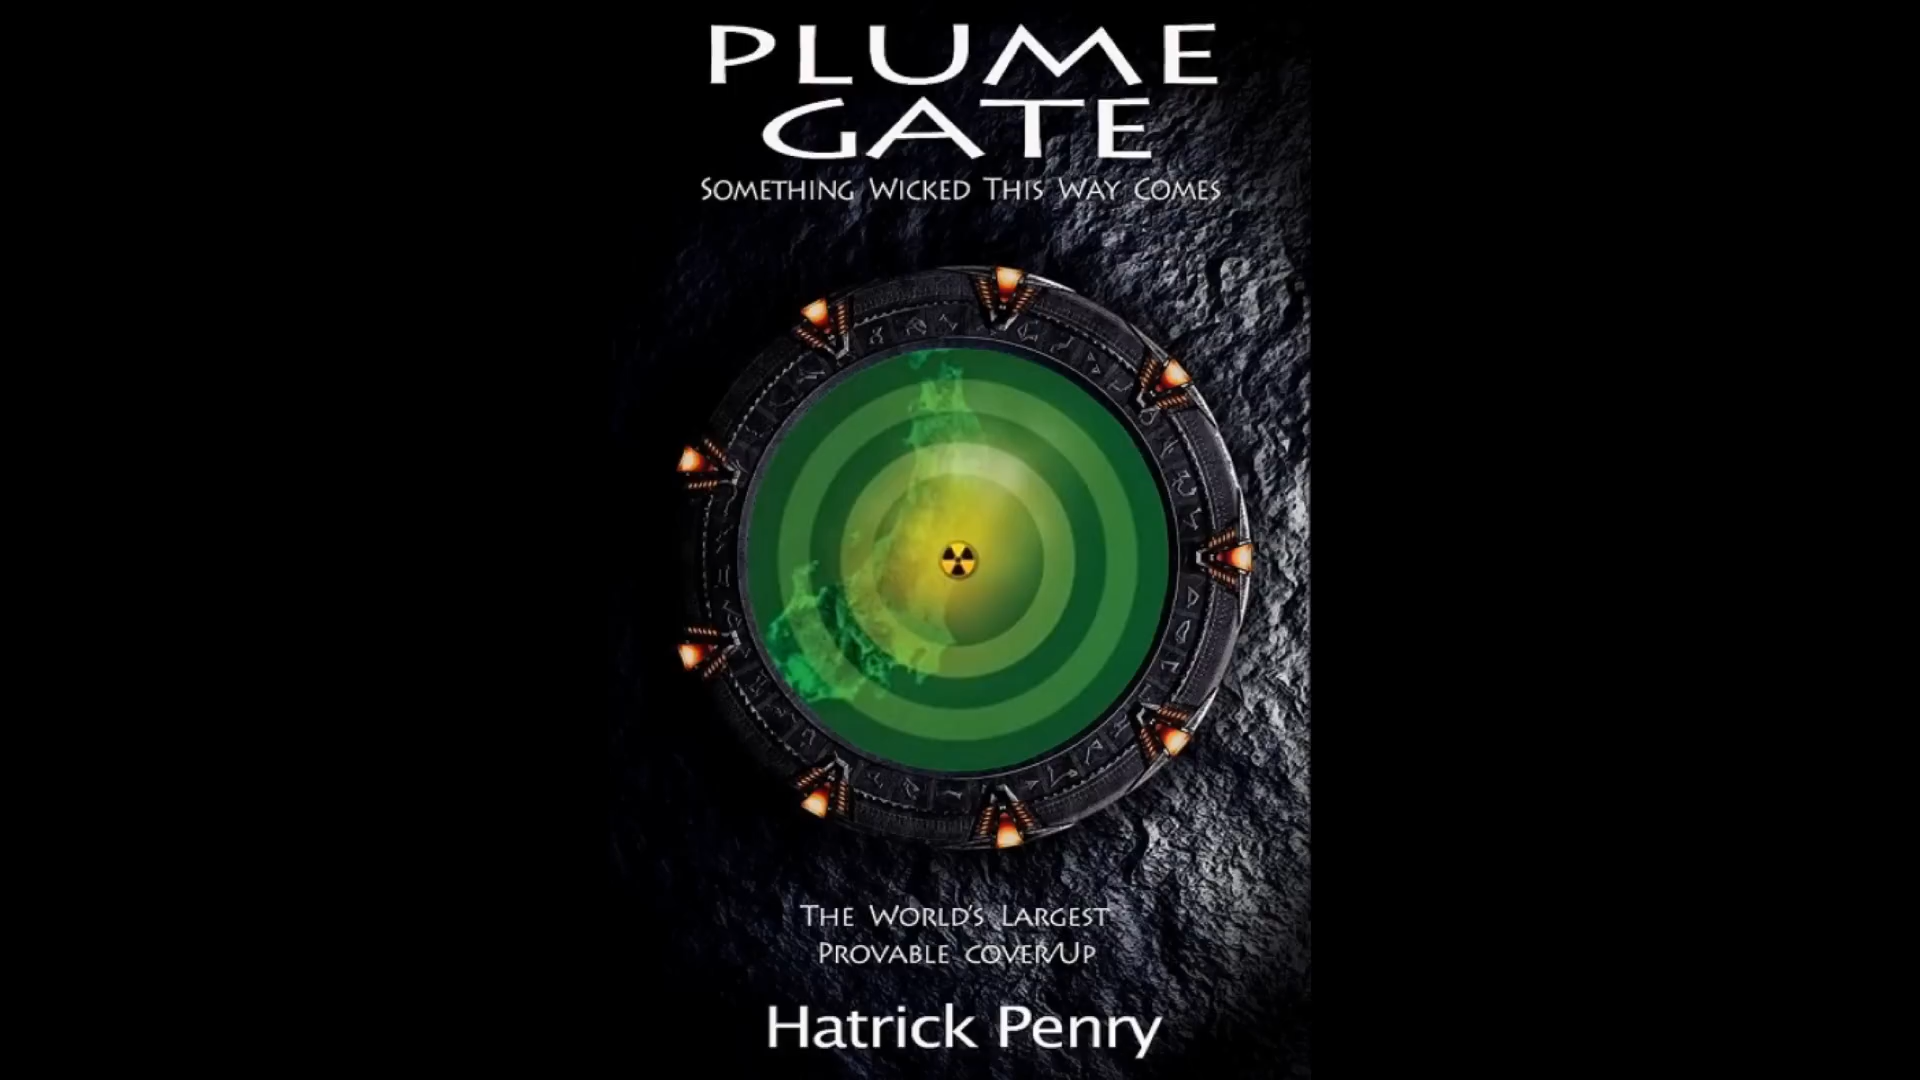 PLUME
GATE
SOMETHING WICKED THIS WAY COMES
THE WORLD'S LARGEST
PROVABLE COVER/UP
Hatrick Penry